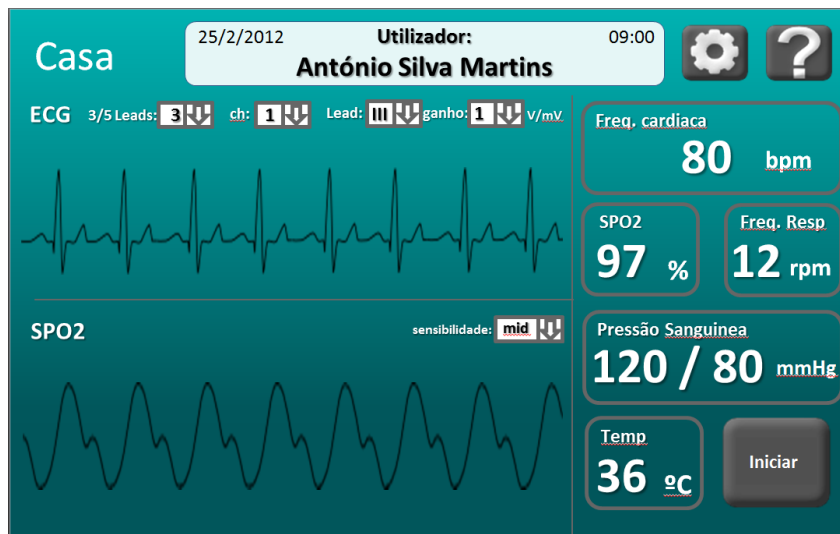 Casa
25/2/2012 Utilizador: 09:00
António Silva Martins
ECG 3/5 Leads: 3 ch: 1 Lead: III ganho: 1 V/mV
Freq. cardiaca
80 bpm
SPO2
97 %
Freq. Resp
12 rpm
SPO2 sensibilidade: mid
Pressão Sanguinea
120 / 80 mmHg
Temp
36 ºC
Iniciar